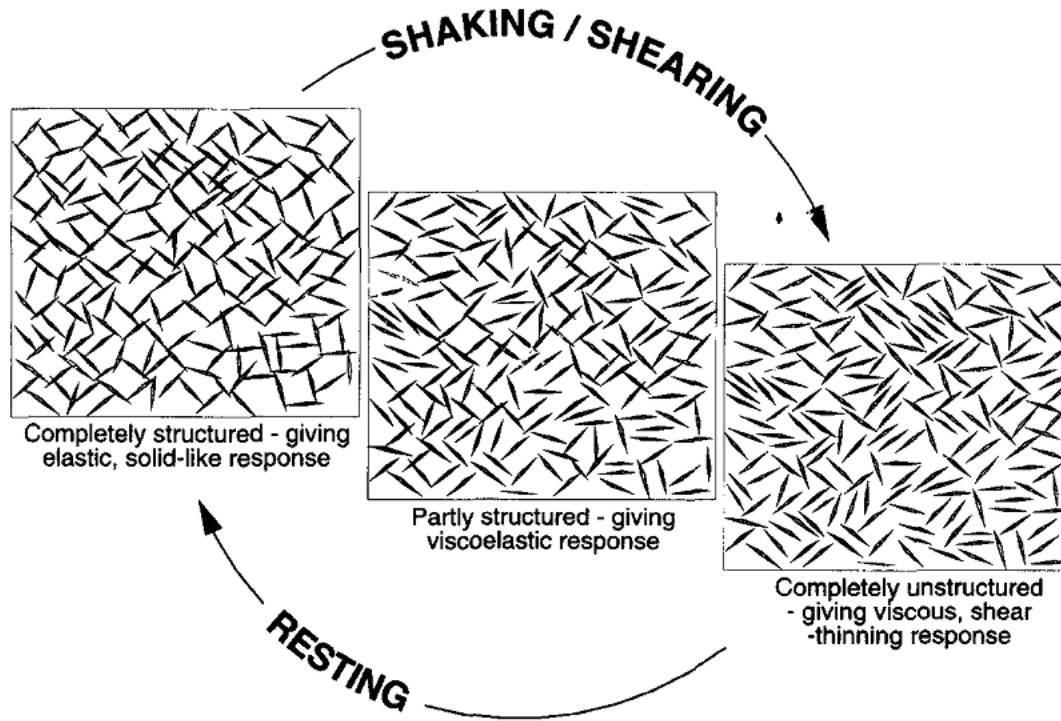 SHAKING / SHEARING
Completely structured - giving
elastic, solid-like response
Partly structured - giving
viscoelastic response
Completely unstructured
- giving viscous, shear
-thinning response
RESTING